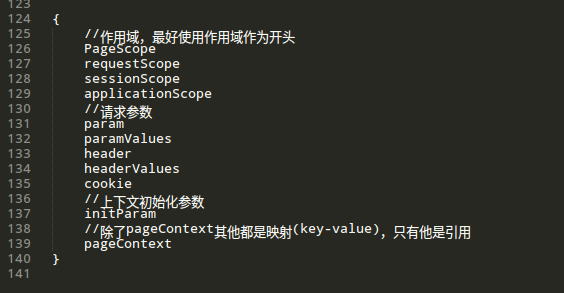 123
124 {
125 //作用域，最好使用作用域作为开头
126 PageScope
127 requestScope
128 sessionScope
129 applicationScope
130 //请求参数
131 param
132 paramValues
133 header
134 headerValues
135 cookie
136 //上下文初始化参数
137 initParam
138 //除了pageContext其他都是映射(key-value)，只有他是引用
139 pageContext
140 }
141